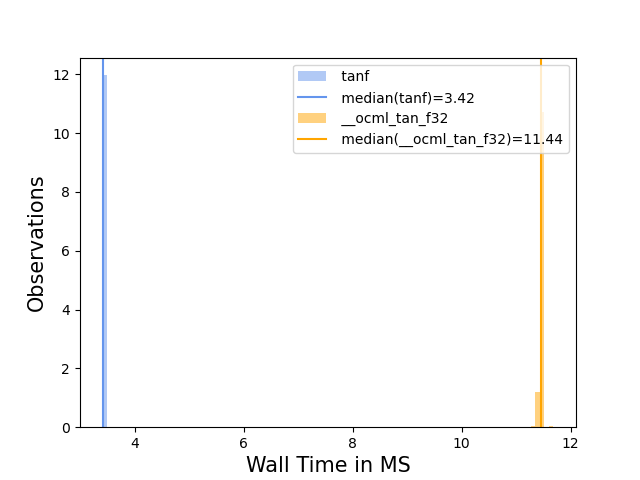 tanf
median(tanf)=3.42
__ocml_tan_f32
median(__ocml_tan_f32)=11.44
12
10
8
6
4
2
0
Observations
4 6 8 10 12
Wall Time in MS